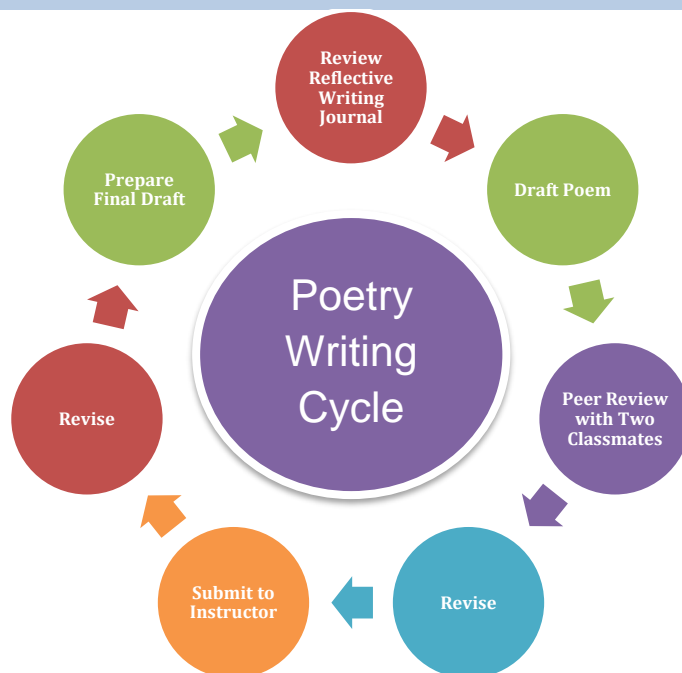 Review
Reflective
Writing
Journal
Draft Poem
Peer Review
with Two
Classmates
Revise
Submit to
Instructor
Revise
Prepare
Final Draft
Poetry
Writing
Cycle